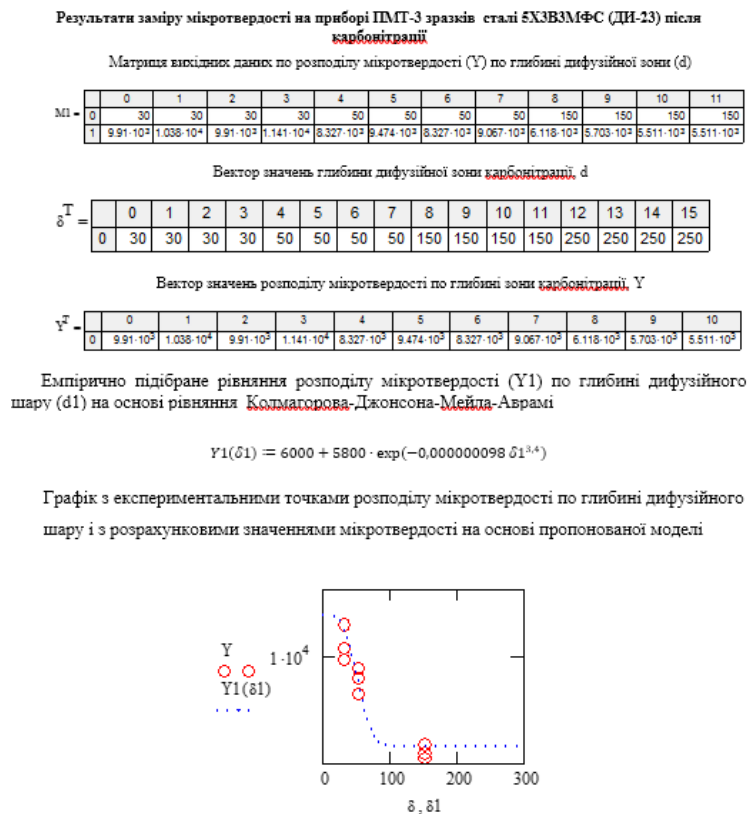 Результати заміру мікротвердості на приборі ПМТ-3 зразків сталі 5Х3В3МФС (ДИ-23) після
карбонітрації
Матриця вихідних даних по розподілу мікротвердості (Y) по глибині дифузійної зони (d)
M1 =
0 1 2 3 4 5 6 7 8 9 10 11
0 30 30 30 30 50 50 50 50 150 150 150 150
1 9.91·10³ 1.038·10⁴ 9.91·10³ 1.141·10⁴ 8.327·10³ 9.474·10³ 8.327·10³ 9.067·10³ 6.118·10³ 5.703·10³ 5.511·10³ 5.511·10³
Вектор значень глибини дифузійної зони карбонітрації, d
δᵀ =
0 1 2 3 4 5 6 7 8 9 10 11 12 13 14 15
0 30 30 30 30 50 50 50 50 150 150 150 150 250 250 250 250
Вектор значень розподілу мікротвердості по глибині зони карбонітрації, Y
Yᵀ =
0 1 2 3 4 5 6 7 8 9 10
0 9.91·10³ 1.038·10⁴ 9.91·10³ 1.141·10⁴ 8.327·10³ 9.474·10³ 8.327·10³ 9.067·10³ 6.118·10³ 5.703·10³ 5.511·10³
Емпірично підібране рівняння розподілу мікротвердості (Y1) по глибині дифузійного
шару (d1) на основі рівняння Колмагорова-Джонсона-Мейла-Аврамі
Y1(δ1) ≔ 6000 + 5800 · exp(−0,000000098 δ1³,⁴)
Графік з експериментальними точками розподілу мікротвердості по глибині дифузійного
шару і з розрахунковими значеннями мікротвердості на основі пропонованої моделі
Y
Y1(δ1)
1·10⁴
0 100 200 300
δ , δ1